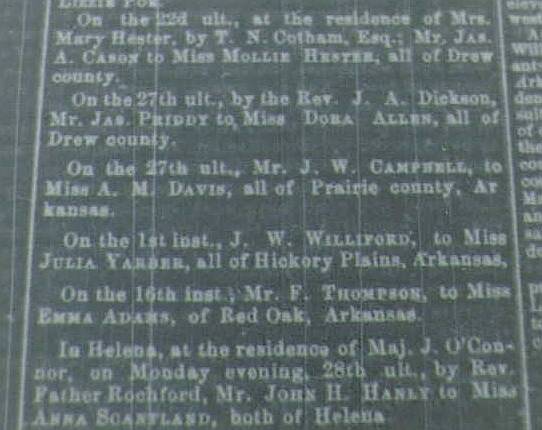 LIZZIE FOX.
On the 22d ult., at the residence of Mrs.
Mary Hester, by T. N. Cotham, Esq.; Mr. JAS.
A. CASON to Miss MOLLIE HESTER, all of Drew
county.
On the 27th ult., by the Rev. J. A. Dickson,
Mr. JAS. PRIDDY to Miss DORA ALLEN, all of
Drew county.
On the 27th ult., Mr. J. W. CAMPBELL, to
Miss A. M. DAVIS, all of Prairie county, Ar
kansas.
On the 1st inst., J. W. WILLIFORD, to Miss
JULIA YARBER, all of Hickory Plains, Arkansas,
On the 16th inst., Mr. F. THOMPSON, to Miss
EMMA ADAMS, of Red Oak, Arkansas.
In Helena, at the residence of Maj. J. O'Con-
nor, on Monday evening, 28th ult., by Rev.
Father Rochford, Mr. JOHN H. HANLY to Miss
ANNA SCANTLAND, both of Helena